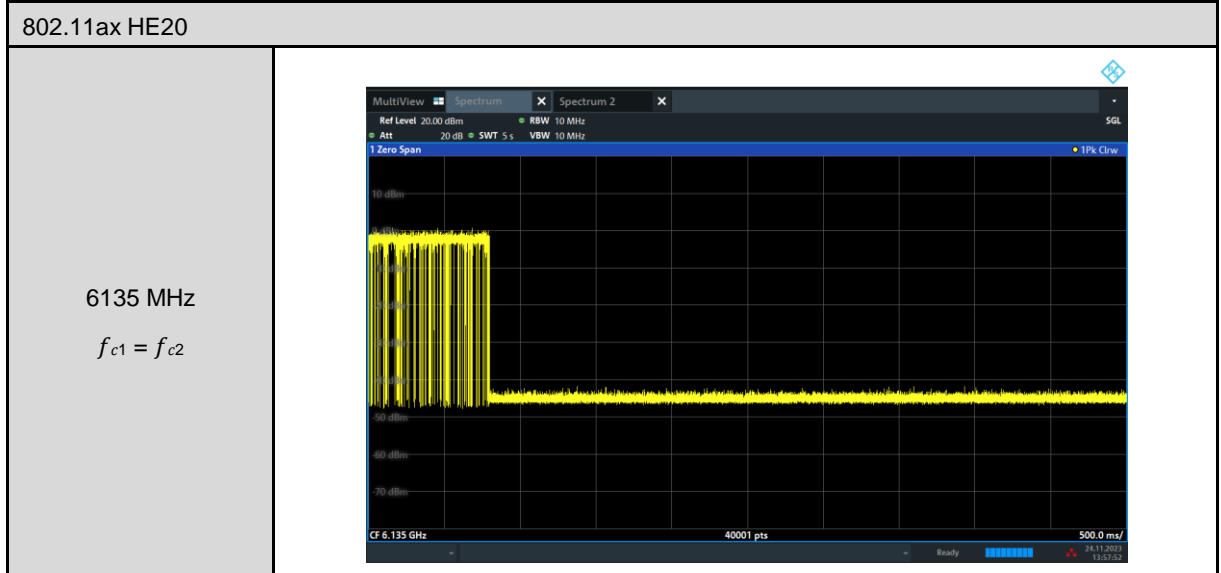 802.11ax HE20
6135 MHz
fc1 = fc2
MultiView Spectrum X Spectrum 2 X
Ref Level 20.00 dBm RBW 10 MHz SGL
Att 20 dB SWT 5 s VBW 10 MHz
1 Zero Span 1Pk Clrw
10 dBm
-50 dBm
-60 dBm
-70 dBm
CF 6.135 GHz 40001 pts 500.0 ms/
Ready 24.11.2023
13:57:52